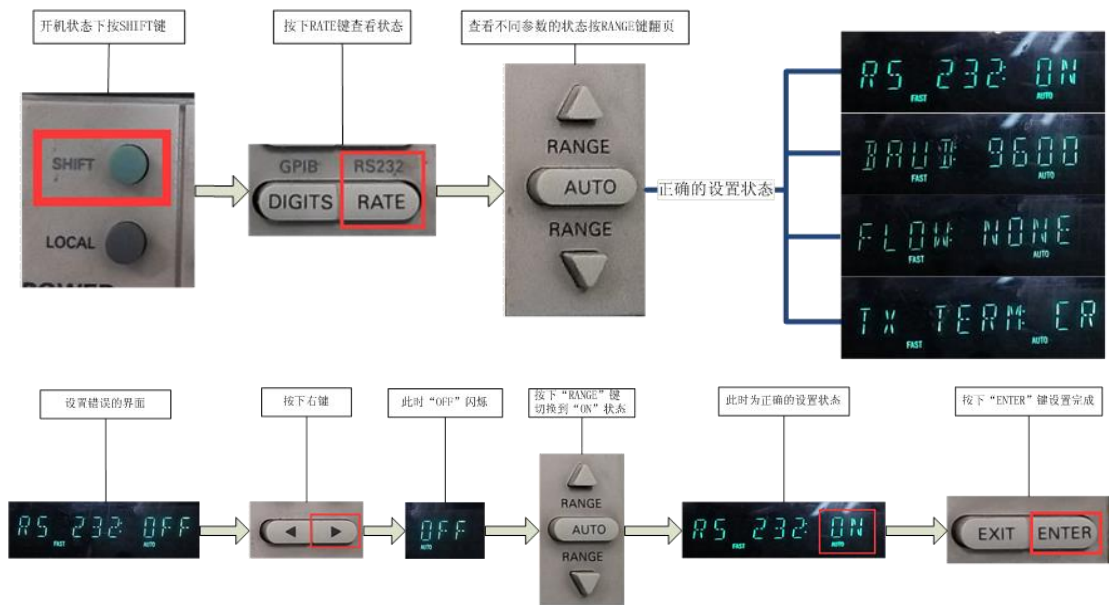 开机状态下按SHIFT键
按下RATE键查看状态
查看不同参数的状态按RANGE键翻页
SHIFT
LOCAL
POWER
GPIB RS232
DIGITS RATE
RANGE
AUTO
RANGE
正确的设置状态
RS 232: ON
FAST AUTO
BAUD: 9600
FAST AUTO
FLOW: NONE
FAST AUTO
TX TERM: CR
FAST AUTO
设置错误的界面
按下右键
此时“OFF”闪烁
按下“RANGE”键
切换到“ON”状态
此时为正确的设置状态
按下“ENTER”键设置完成
RS 232: OFF
FAST AUTO
OFF
AUTO
RANGE
AUTO
RANGE
RS 232: ON
FAST AUTO
EXIT ENTER